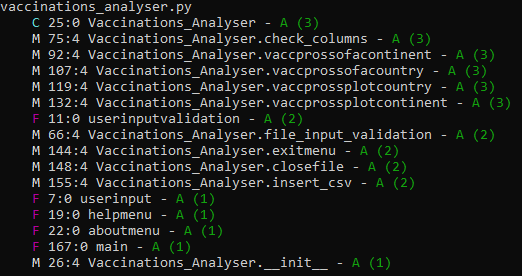 vaccinations_analyser.py
C 25:0 Vaccinations_Analyser - A (3)
M 75:4 Vaccinations_Analyser.check_columns - A (3)
M 92:4 Vaccinations_Analyser.vaccprossofacontinent - A (3)
M 107:4 Vaccinations_Analyser.vaccprossofacountry - A (3)
M 119:4 Vaccinations_Analyser.vaccprossplotcountry - A (3)
M 132:4 Vaccinations_Analyser.vaccprossplotcontinent - A (3)
F 11:0 userinputvalidation - A (2)
M 66:4 Vaccinations_Analyser.file_input_validation - A (2)
M 144:4 Vaccinations_Analyser.exitmenu - A (2)
M 148:4 Vaccinations_Analyser.closefile - A (2)
M 155:4 Vaccinations_Analyser.insert_csv - A (2)
F 7:0 userinput - A (1)
F 19:0 helpmenu - A (1)
F 22:0 aboutmenu - A (1)
F 167:0 main - A (1)
M 26:4 Vaccinations_Analyser.__init__ - A (1)